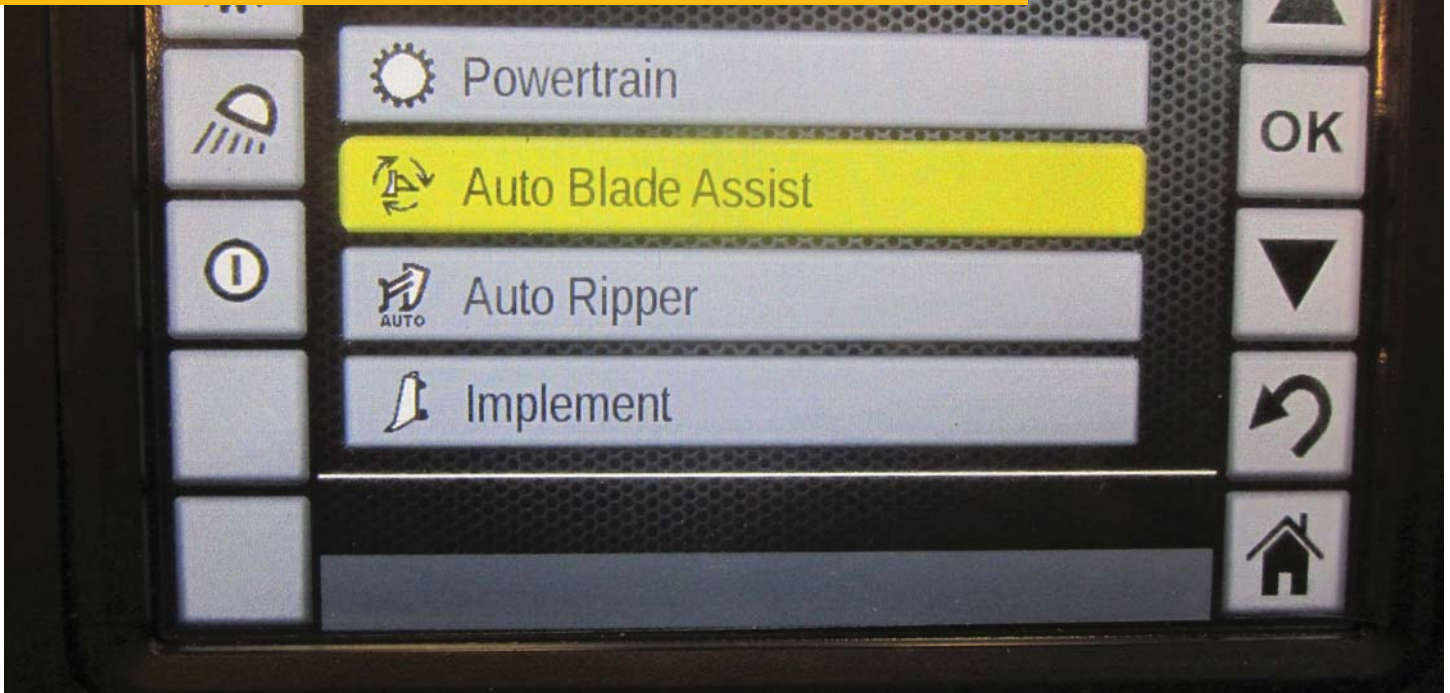 Powertrain
OK
Auto Blade Assist
AUTO
Auto Ripper
Implement